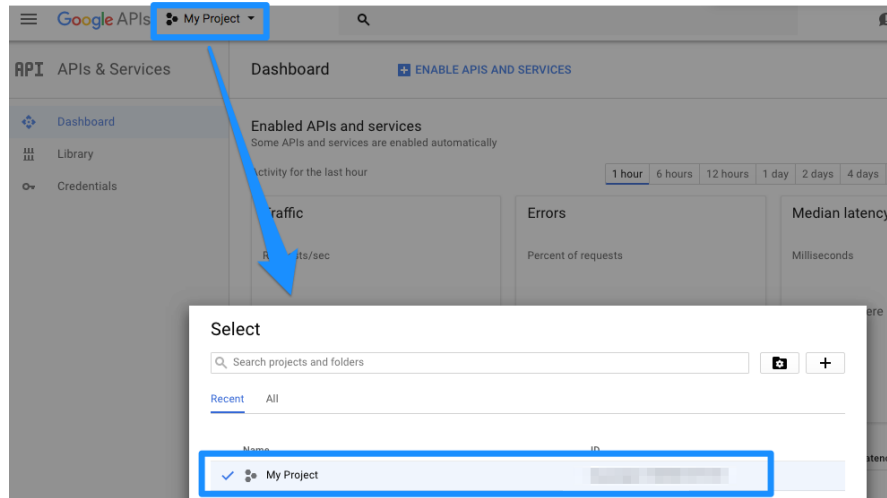 Google APIs My Project
API APIs & Services Dashboard ENABLE APIS AND SERVICES
Dashboard
Library
Credentials
Enabled APIs and services
Some APIs and services are enabled automatically
Activity for the last hour
1 hour 6 hours 12 hours 1 day 2 days 4 days
Traffic
Errors
Percent of requests
Median latency
Milliseconds
Select
Search projects and folders
Recent All
Name ID
My Project